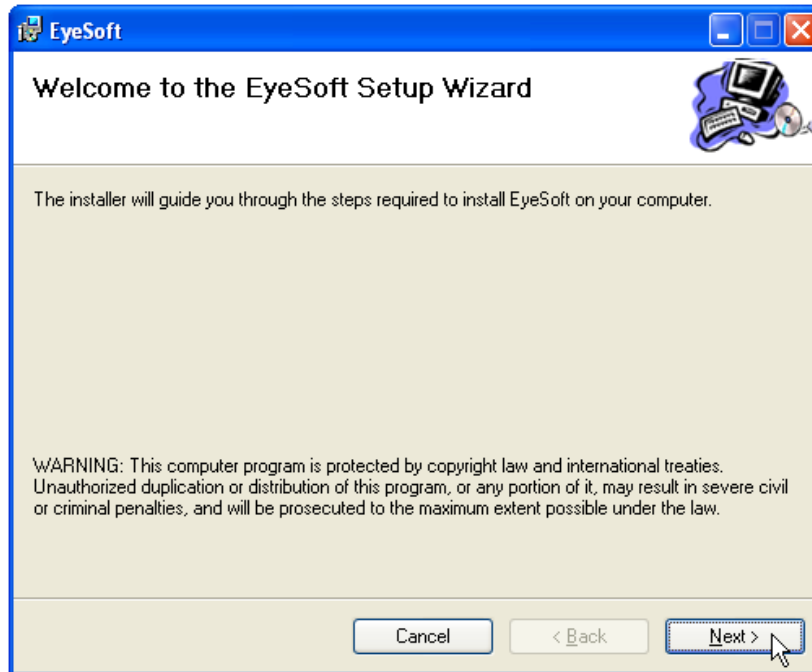 EyeSoft
Welcome to the EyeSoft Setup Wizard
The installer will guide you through the steps required to install EyeSoft on your computer.
WARNING: This computer program is protected by copyright law and international treaties.
Unauthorized duplication or distribution of this program, or any portion of it, may result in severe civil
or criminal penalties, and will be prosecuted to the maximum extent possible under the law.
Cancel
< Back
Next >